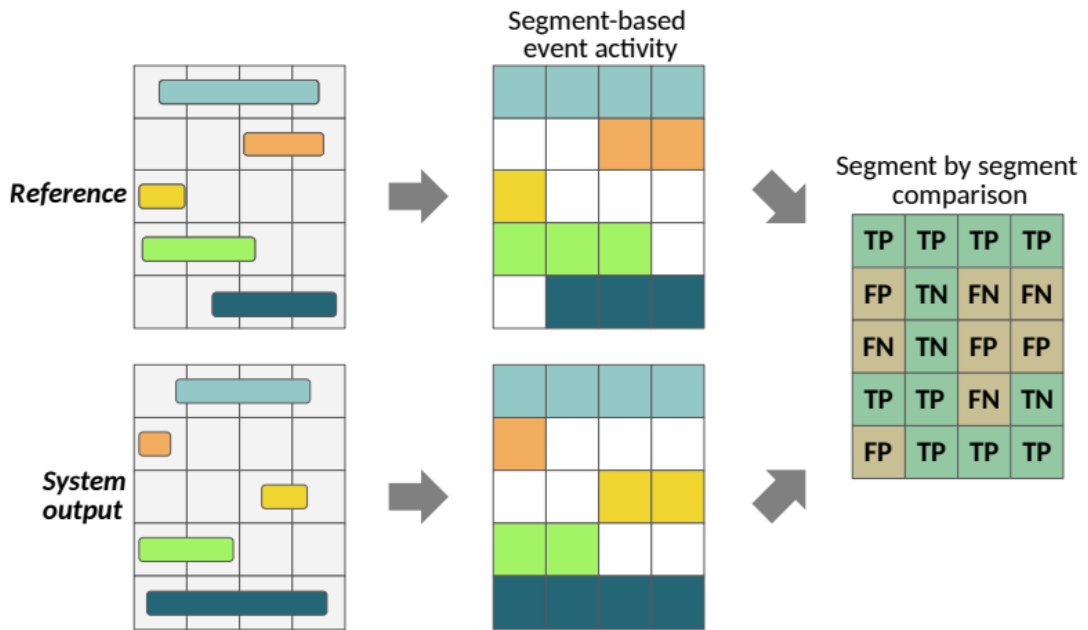 Segment-based
event activity
Reference
Segment by segment
comparison
TP TP TP TP
FP TN FN FN
FN TN FP FP
TP TP FN TN
FP TP TP TP
System
output